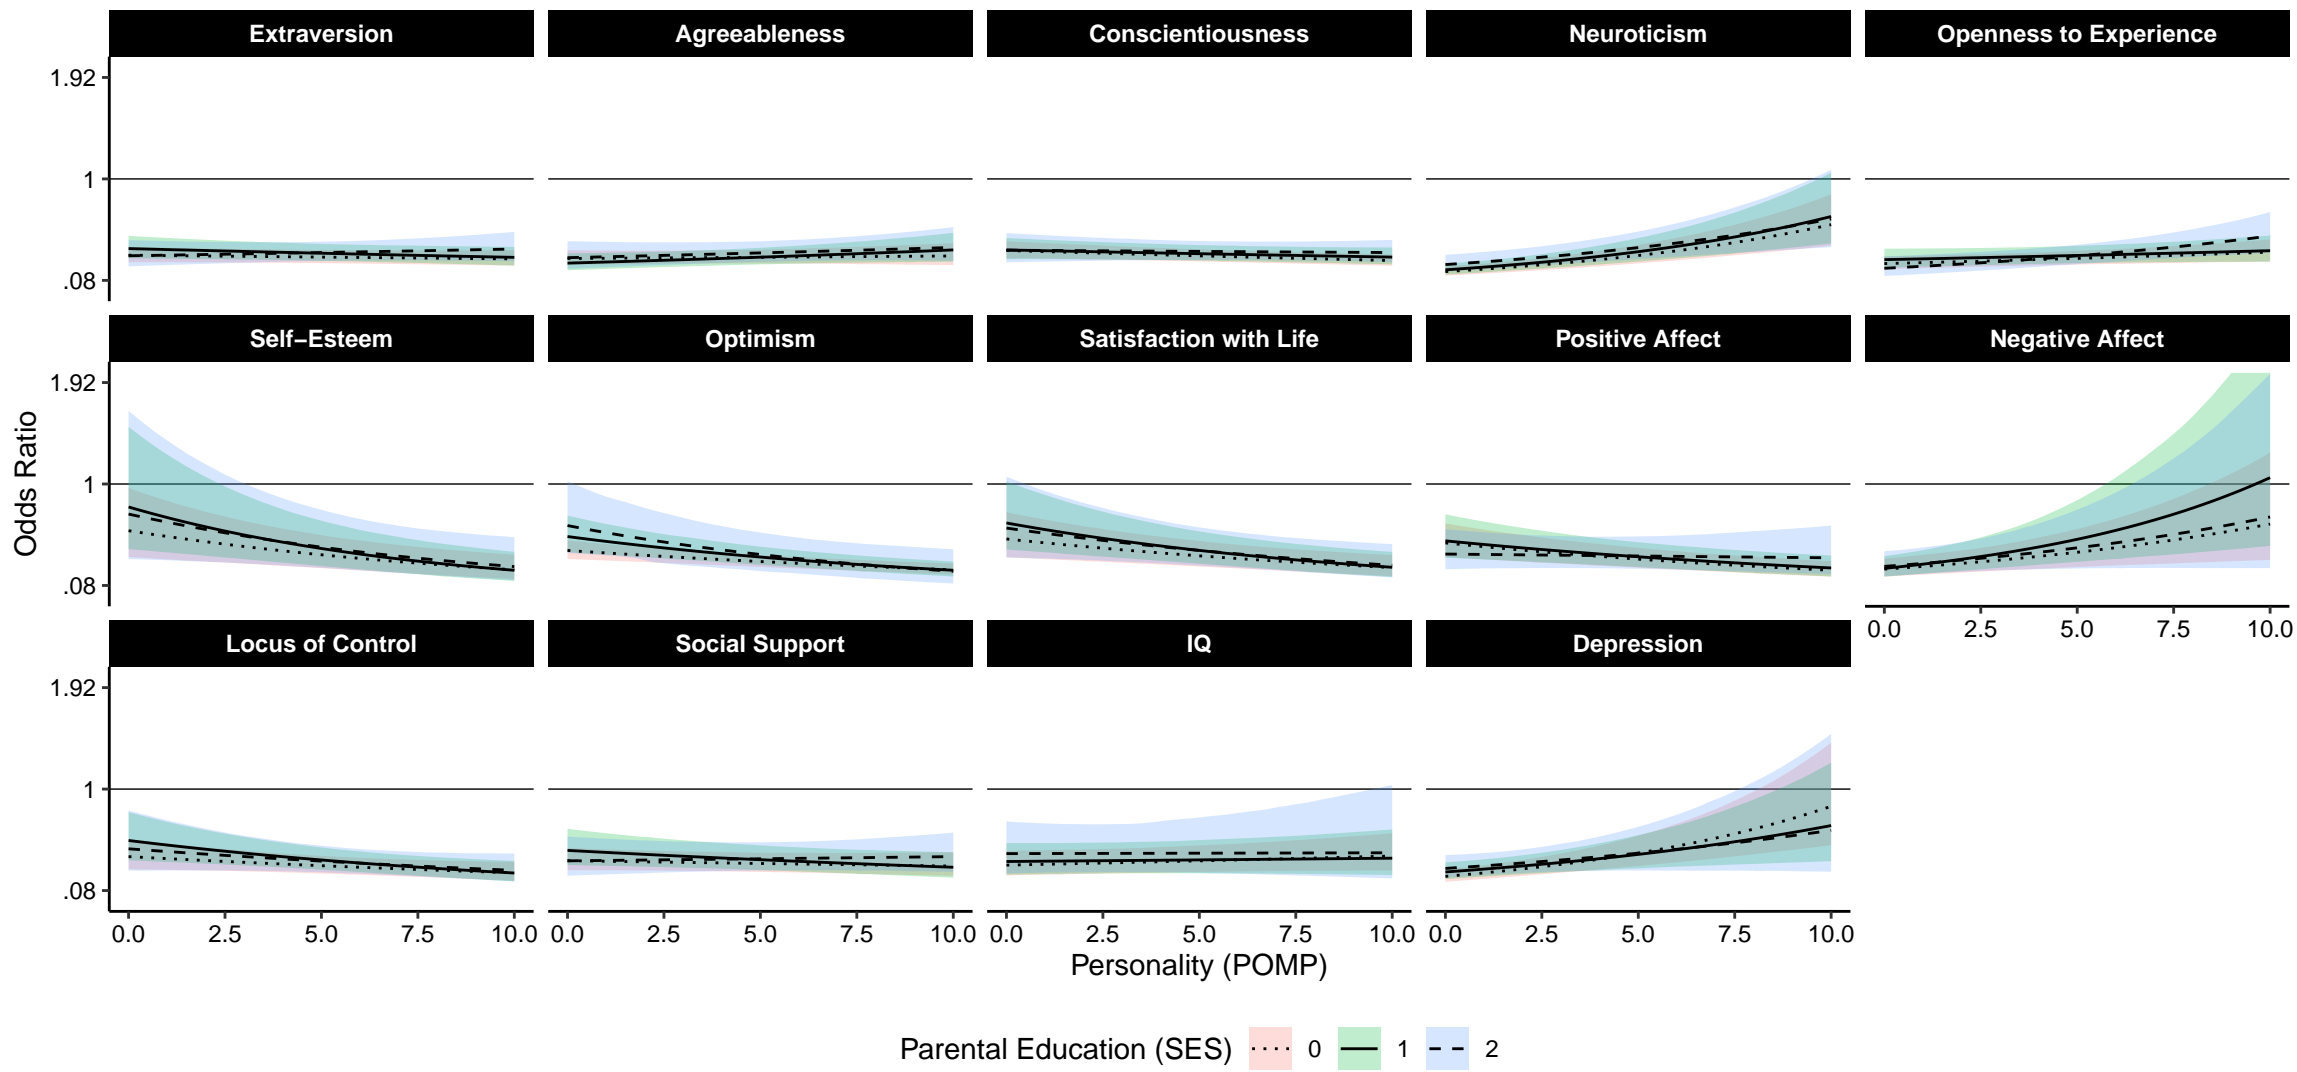 Extraversion Agreeableness Conscientiousness Neuroticism Openness to Experience
1.92
1
.08
Self−Esteem Optimism Satisfaction with Life Positive Affect Negative Affect
1.92
1
.08
Odds Ratio
0.0 2.5 5.0 7.5 10.0
Locus of Control Social Support IQ Depression
1.92
1
.08
0.0 2.5 5.0 7.5 10.0 0.0 2.5 5.0 7.5 10.0 0.0 2.5 5.0 7.5 10.0 0.0 2.5 5.0 7.5 10.0
Personality (POMP)
Parental Education (SES) 0 1 2